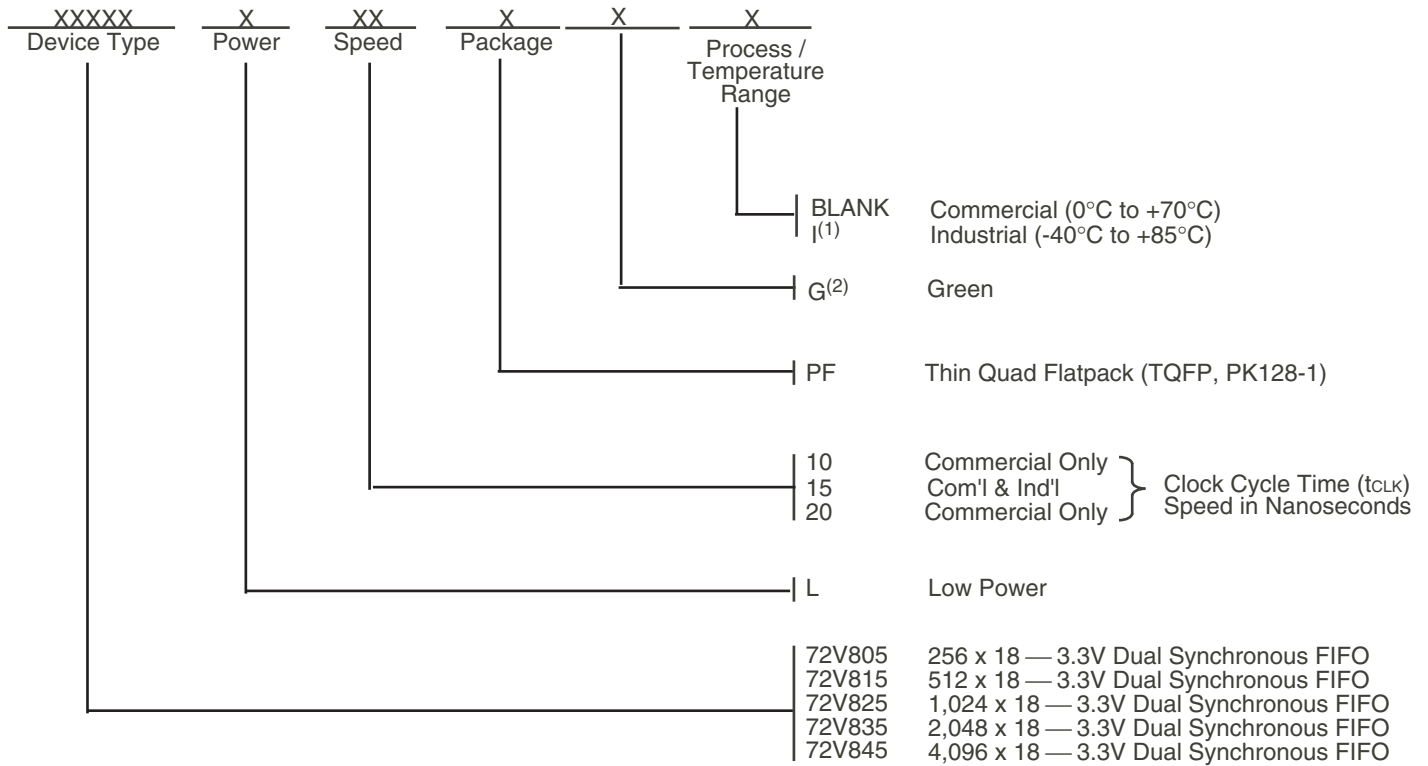 XXXXX X XX X X X
Device Type Power Speed Package Process /
Temperature
Range
BLANK Commercial (0°C to +70°C)
I(1) Industrial (-40°C to +85°C)
G(2) Green
PF Thin Quad Flatpack (TQFP, PK128-1)
10 Commercial Only
15 Com'l & Ind'l
20 Commercial Only
Clock Cycle Time (tCLK)
Speed in Nanoseconds
L Low Power
72V805 256 x 18 — 3.3V Dual Synchronous FIFO
72V815 512 x 18 — 3.3V Dual Synchronous FIFO
72V825 1,024 x 18 — 3.3V Dual Synchronous FIFO
72V835 2,048 x 18 — 3.3V Dual Synchronous FIFO
72V845 4,096 x 18 — 3.3V Dual Synchronous FIFO